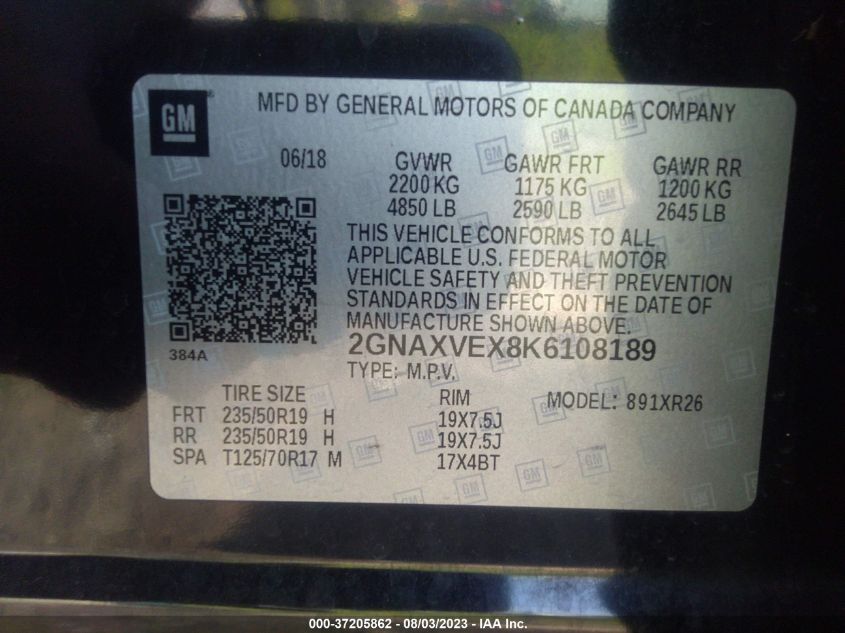 GM
MFD BY GENERAL MOTORS OF CANADA COMPANY
06/18 GVWR GAWR FRT GAWR RR
2200 KG 1175 KG 1200 KG
4850 LB 2590 LB 2645 LB
THIS VEHICLE CONFORMS TO ALL
APPLICABLE U.S. FEDERAL MOTOR
VEHICLE SAFETY AND THEFT PREVENTION
STANDARDS IN EFFECT ON THE DATE OF
MANUFACTURE SHOWN ABOVE.
384A
2GNAXVEX8K6108189
TYPE: M.P.V.
TIRE SIZE RIM MODEL: 891XR26
FRT 235/50R19 H 19X7.5J
RR 235/50R19 H 19X7.5J
SPA T125/70R17 M 17X4BT
000-37205862 - 08/03/2023 - © IAA Inc.